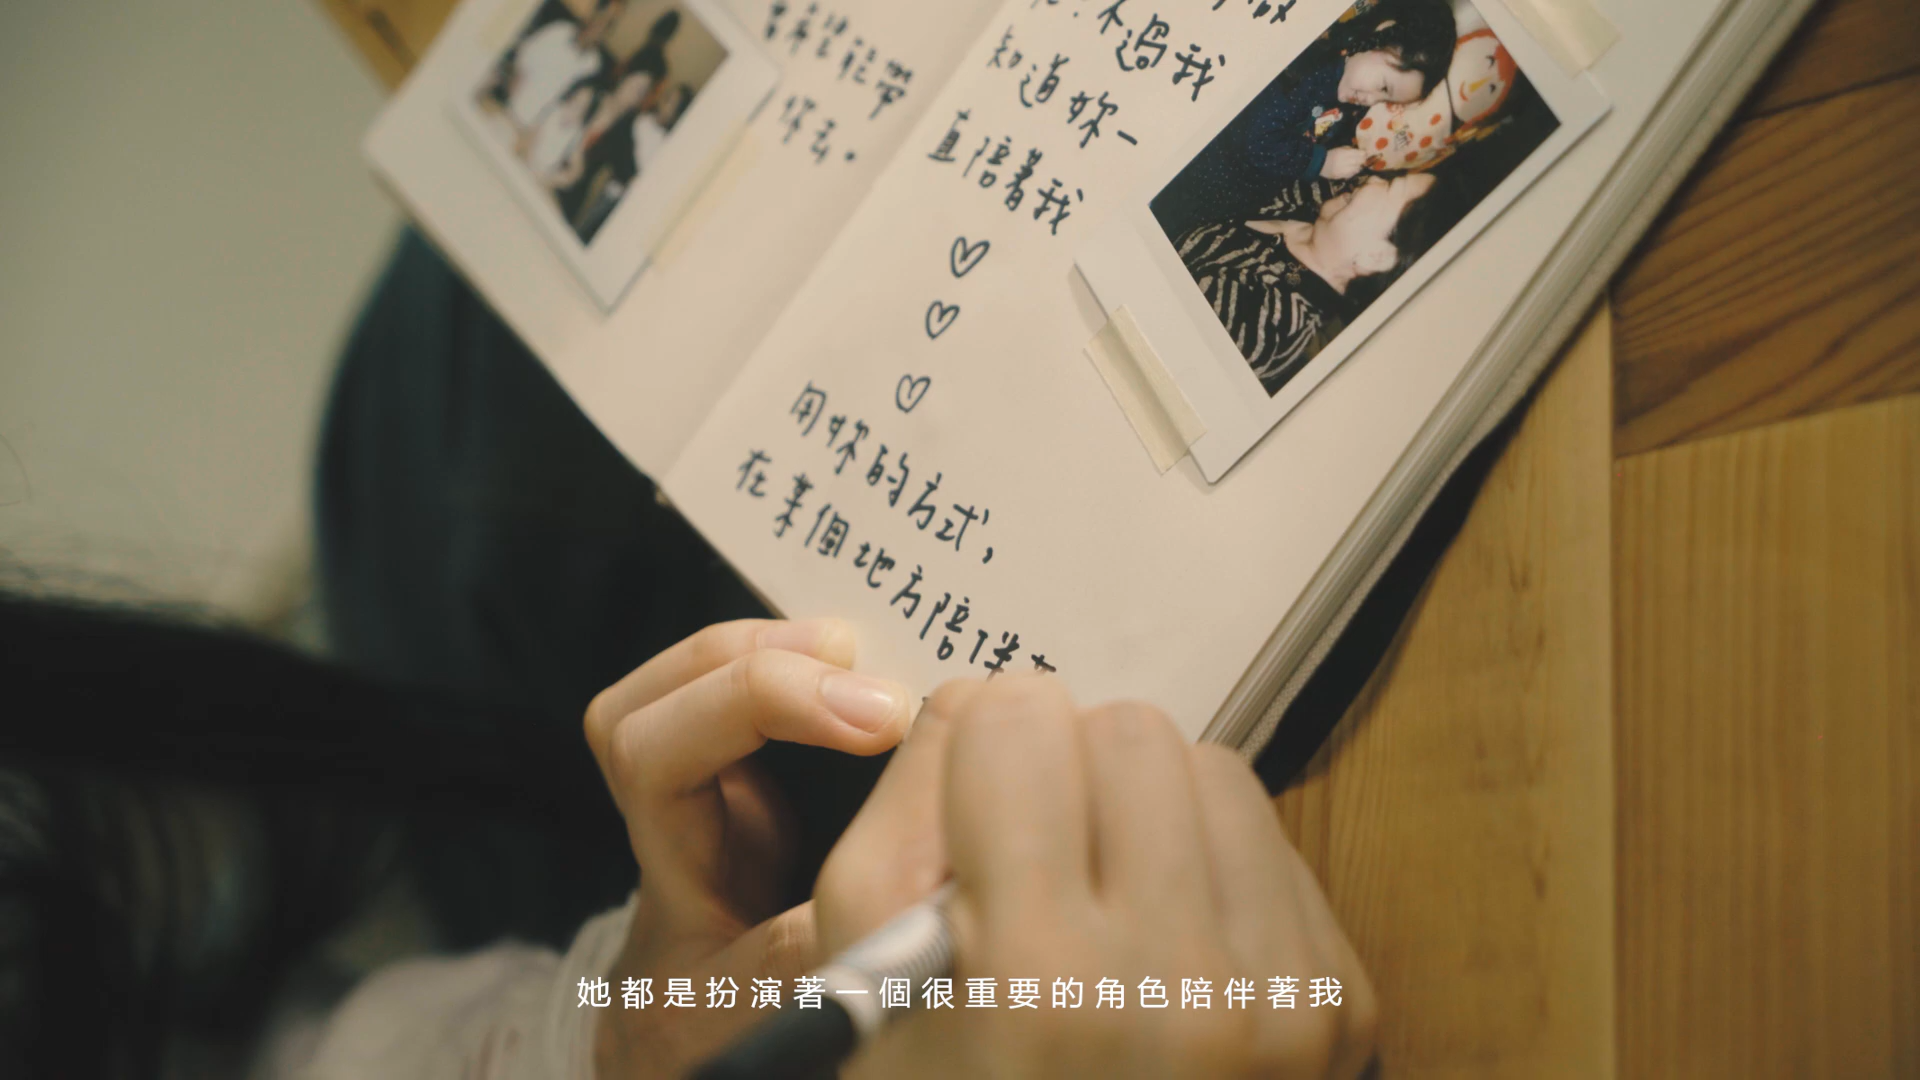 能帶
你去。
不過我
知道妳一
直陪著我
♡
♡
♡
用妳的方式，
在某個地方陪伴著
她都是扮演著一個很重要的角色陪伴著我